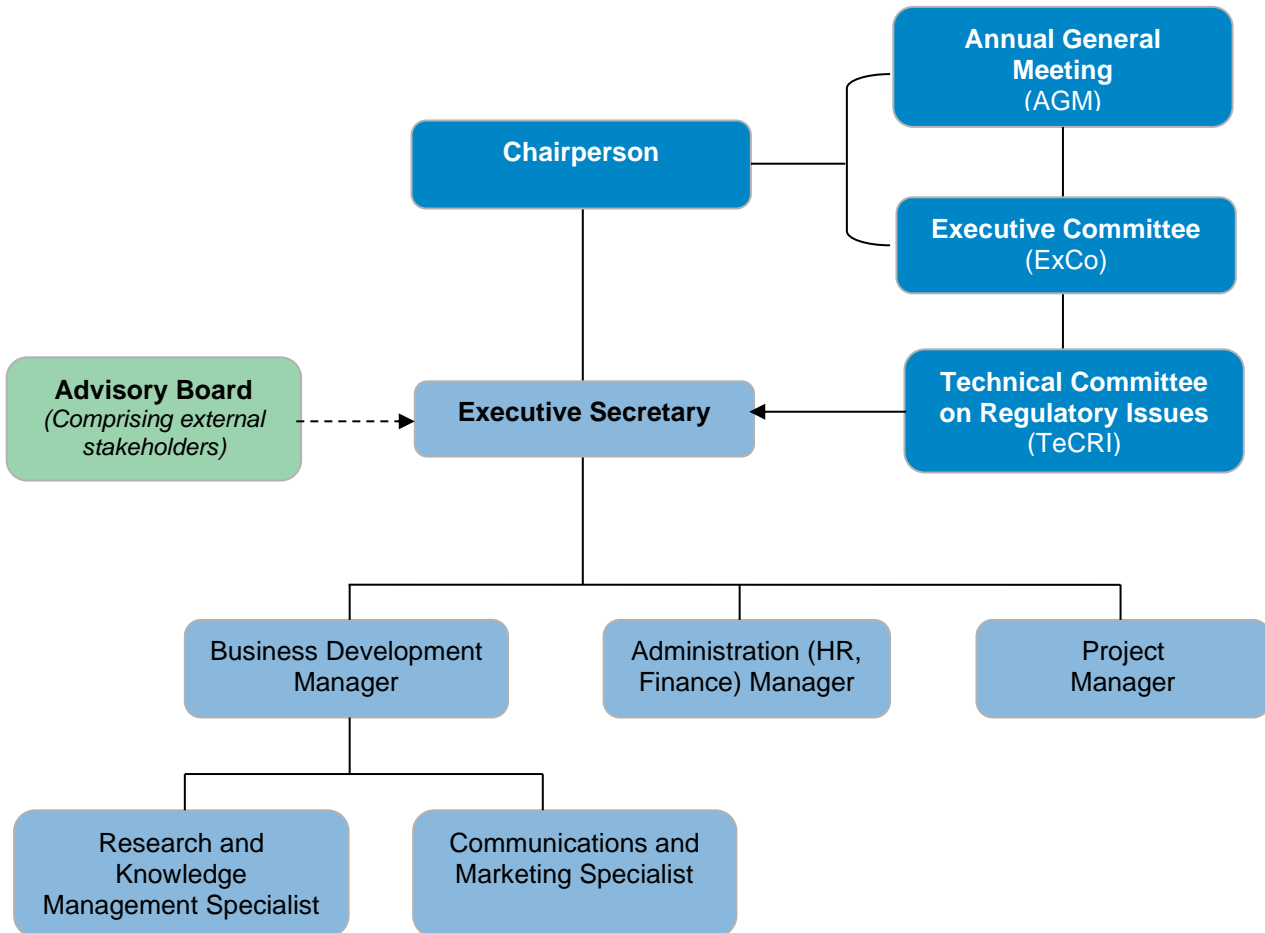 Annual General
Meeting
(AGM)
Chairperson
Executive Committee
(ExCo)
Advisory Board
(Comprising external
stakeholders)
Executive Secretary
Technical Committee
on Regulatory Issues
(TeCRI)
Business Development
Manager
Administration (HR,
Finance) Manager
Project
Manager
Research and
Knowledge
Management Specialist
Communications and
Marketing Specialist